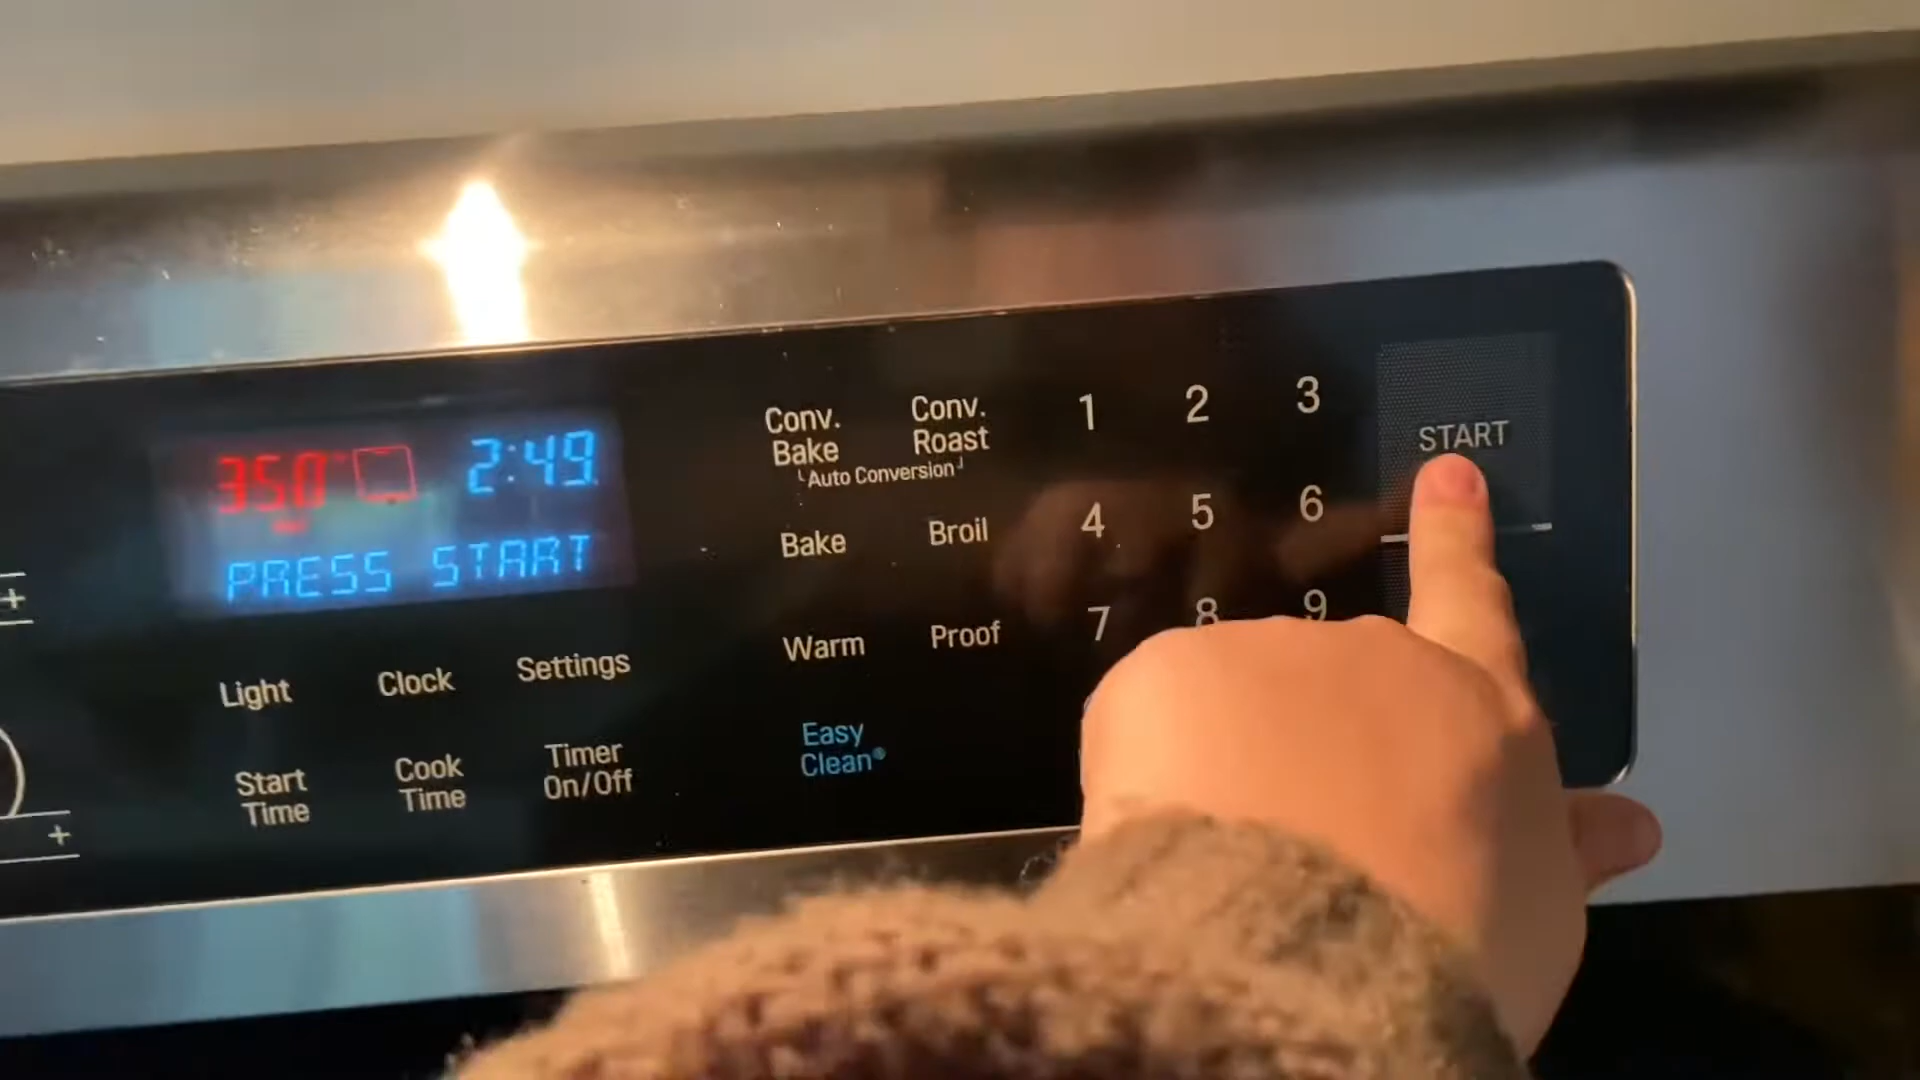 350° 2:49
PRESS START
Light Clock Settings
Start Time
Cook Time
Timer On/Off
Conv. Bake
Conv. Roast
Auto Conversion
Bake Broil
Warm Proof
Easy Clean®
1 2 3
4 5 6
7 8 9
START
+
+